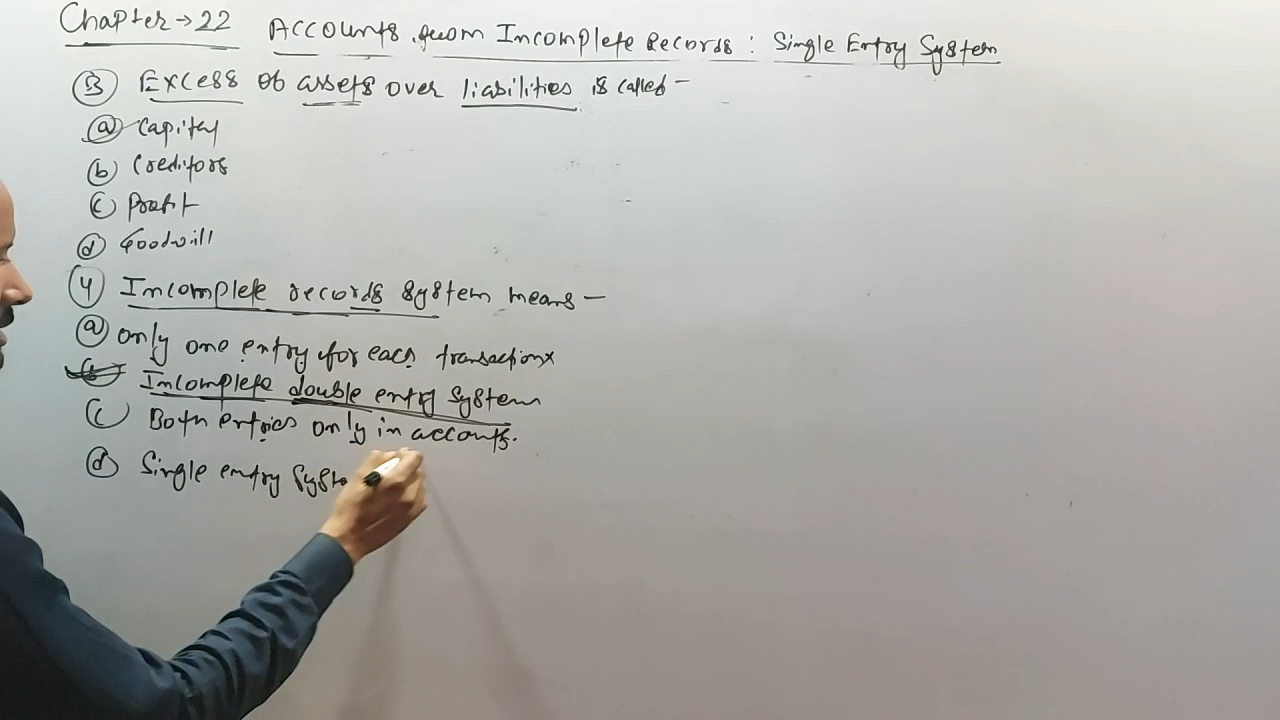 Chapter → 22 Accounts from Incomplete Records : Single Entry System
③ Excess of assets over liabilities is called -
ⓐ Capital
ⓑ Creditors
ⓒ Profit
ⓓ Goodwill
④ Incomplete records system means -
ⓐ only one entry for each transaction
ⓑ Incomplete double entry system
ⓒ Both entries only in accounts.
ⓓ Single entry